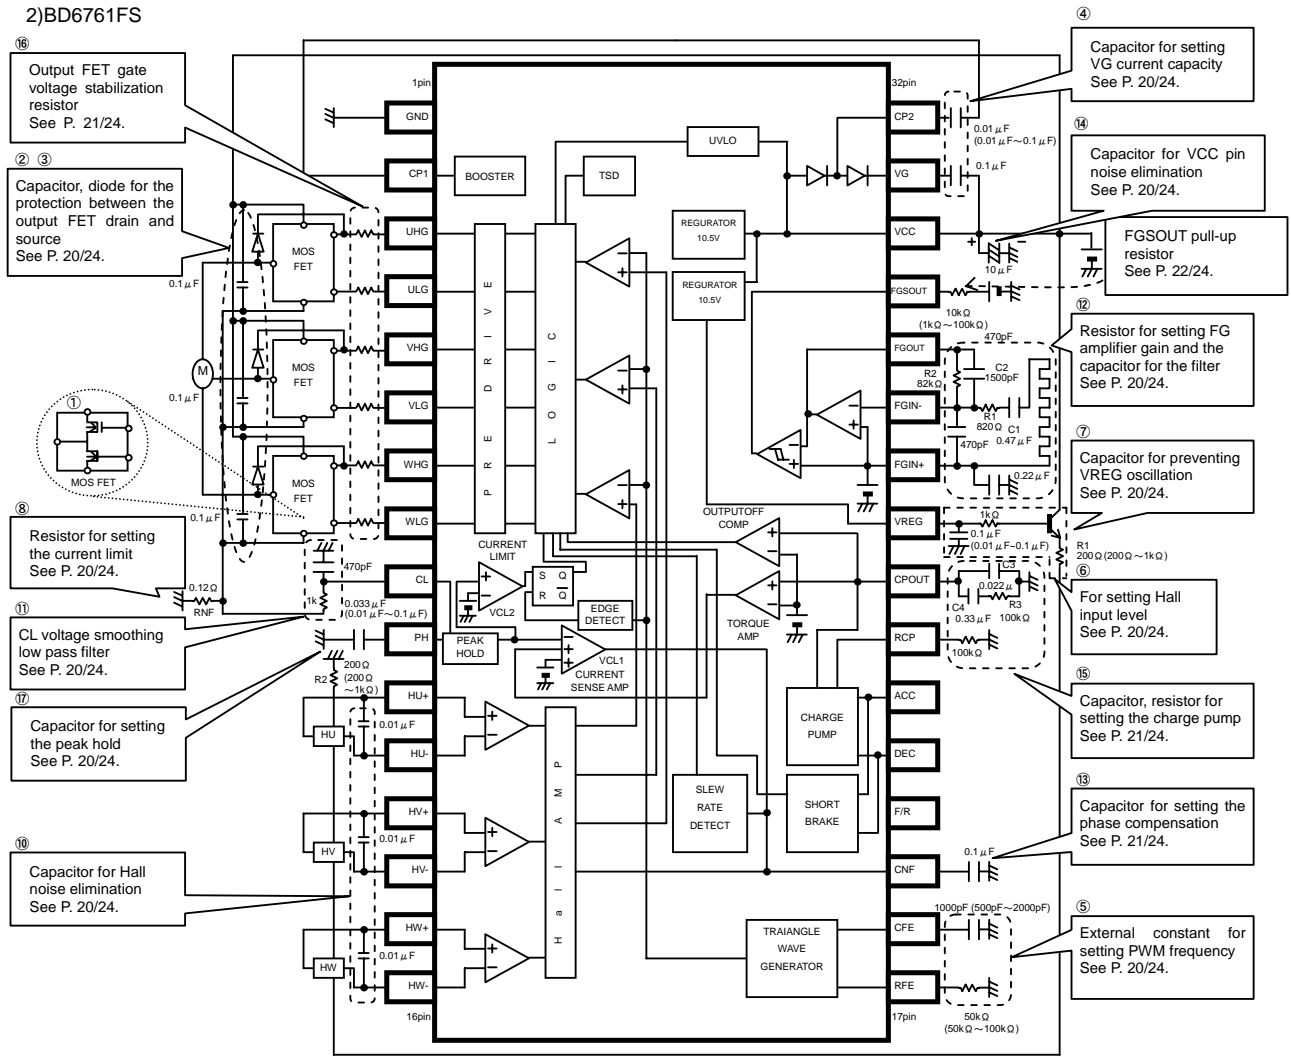 2)BD6761FS
⑯
Output FET gate
voltage stabilization
resistor
See P. 21/24.
② ③
Capacitor, diode for the
protection between the
output FET drain and
source
See P. 20/24.
①
MOS FET
⑧
Resistor for setting
the current limit
See P. 20/24.
⑪
CL voltage smoothing
low pass filter
See P. 20/24.
⑰
Capacitor for setting
the peak hold
See P. 20/24.
⑩
Capacitor for Hall
noise elimination
See P. 20/24.
M
0.1μF
0.1μF
0.1μF
MOS
FET
MOS
FET
MOS
FET
0.12Ω
RNF
470pF
1k
0.033μF
(0.01μF~0.1μF)
R2
200Ω
(200Ω
~1kΩ)
HU
0.01μF
HV
0.01μF
HW
0.01μF
1pin
GND
CP1
UHG
ULG
VHG
VLG
WHG
WLG
CL
PH
HU+
HU-
HV+
HV-
HW+
HW-
16pin
BOOSTER
UVLO
TSD
REGURATOR
10.5V
REGURATOR
10.5V
PRE DRIVE
LOGIC
CURRENT
LIMIT
VCL2
S Q
R Q
EDGE
DETECT
PEAK
HOLD
VCL1
CURRENT
SENSE AMP
OUTPUTOFF
COMP
TORQUE
AMP
CHARGE
PUMP
SLEW
RATE
DETECT
SHORT
BRAKE
Hall AMP
TRAIANGLE
WAVE
GENERATOR
32pin
CP2
VG
VCC
FGSOUT
FGOUT
FGIN-
FGIN+
VREG
CPOUT
RCP
ACC
DEC
F/R
CNF
CFE
RFE
17pin
0.01μF
(0.01μF~0.1μF)
0.1μF
+ -
10μF
10kΩ
(1kΩ~100kΩ)
470pF
R2
82kΩ
C2
1500pF
R1
820Ω
C1
0.47μF
470pF
0.22μF
1kΩ
0.1μF
(0.01μF~0.1μF)
R1
200Ω(200Ω~1kΩ)
C3
0.022μ
C4
0.33μF
R3
100kΩ
100kΩ
0.1μF
1000pF (500pF~2000pF)
50kΩ
(50kΩ~100kΩ)
④
Capacitor for setting
VG current capacity
See P. 20/24.
⑭
Capacitor for VCC pin
noise elimination
See P. 20/24.
FGSOUT pull-up
resistor
See P. 22/24.
⑫
Resistor for setting FG
amplifier gain and the
capacitor for the filter
See P. 20/24.
⑦
Capacitor for preventing
VREG oscillation
See P. 20/24.
⑥
For setting Hall
input level
See P. 20/24.
⑮
Capacitor, resistor for
setting the charge pump
See P. 21/24.
⑬
Capacitor for setting the
phase compensation
See P. 21/24.
⑤
External constant for
setting PWM frequency
See P. 20/24.